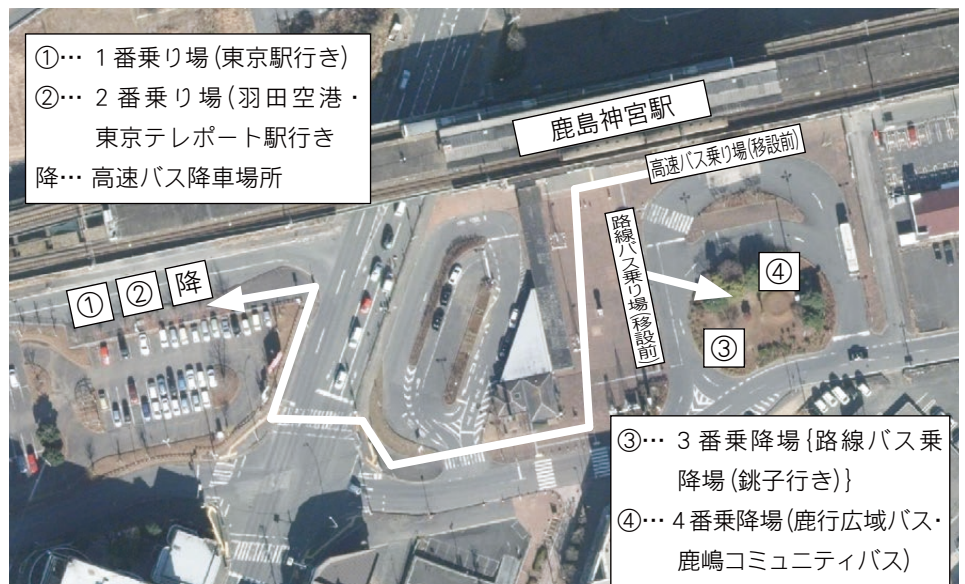 ①… 1番乗り場(東京駅行き)
②… 2番乗り場(羽田空港・
東京テレポート駅行き
降… 高速バス降車場所
鹿島神宮駅
高速バス乗り場(移設前)
路線バス乗り場(移設前)
①
②
降
④
③
③… 3番乗降場{路線バス乗
降場(銚子行き)}
④… 4番乗降場(鹿行広域バス・
鹿嶋コミュニティバス)